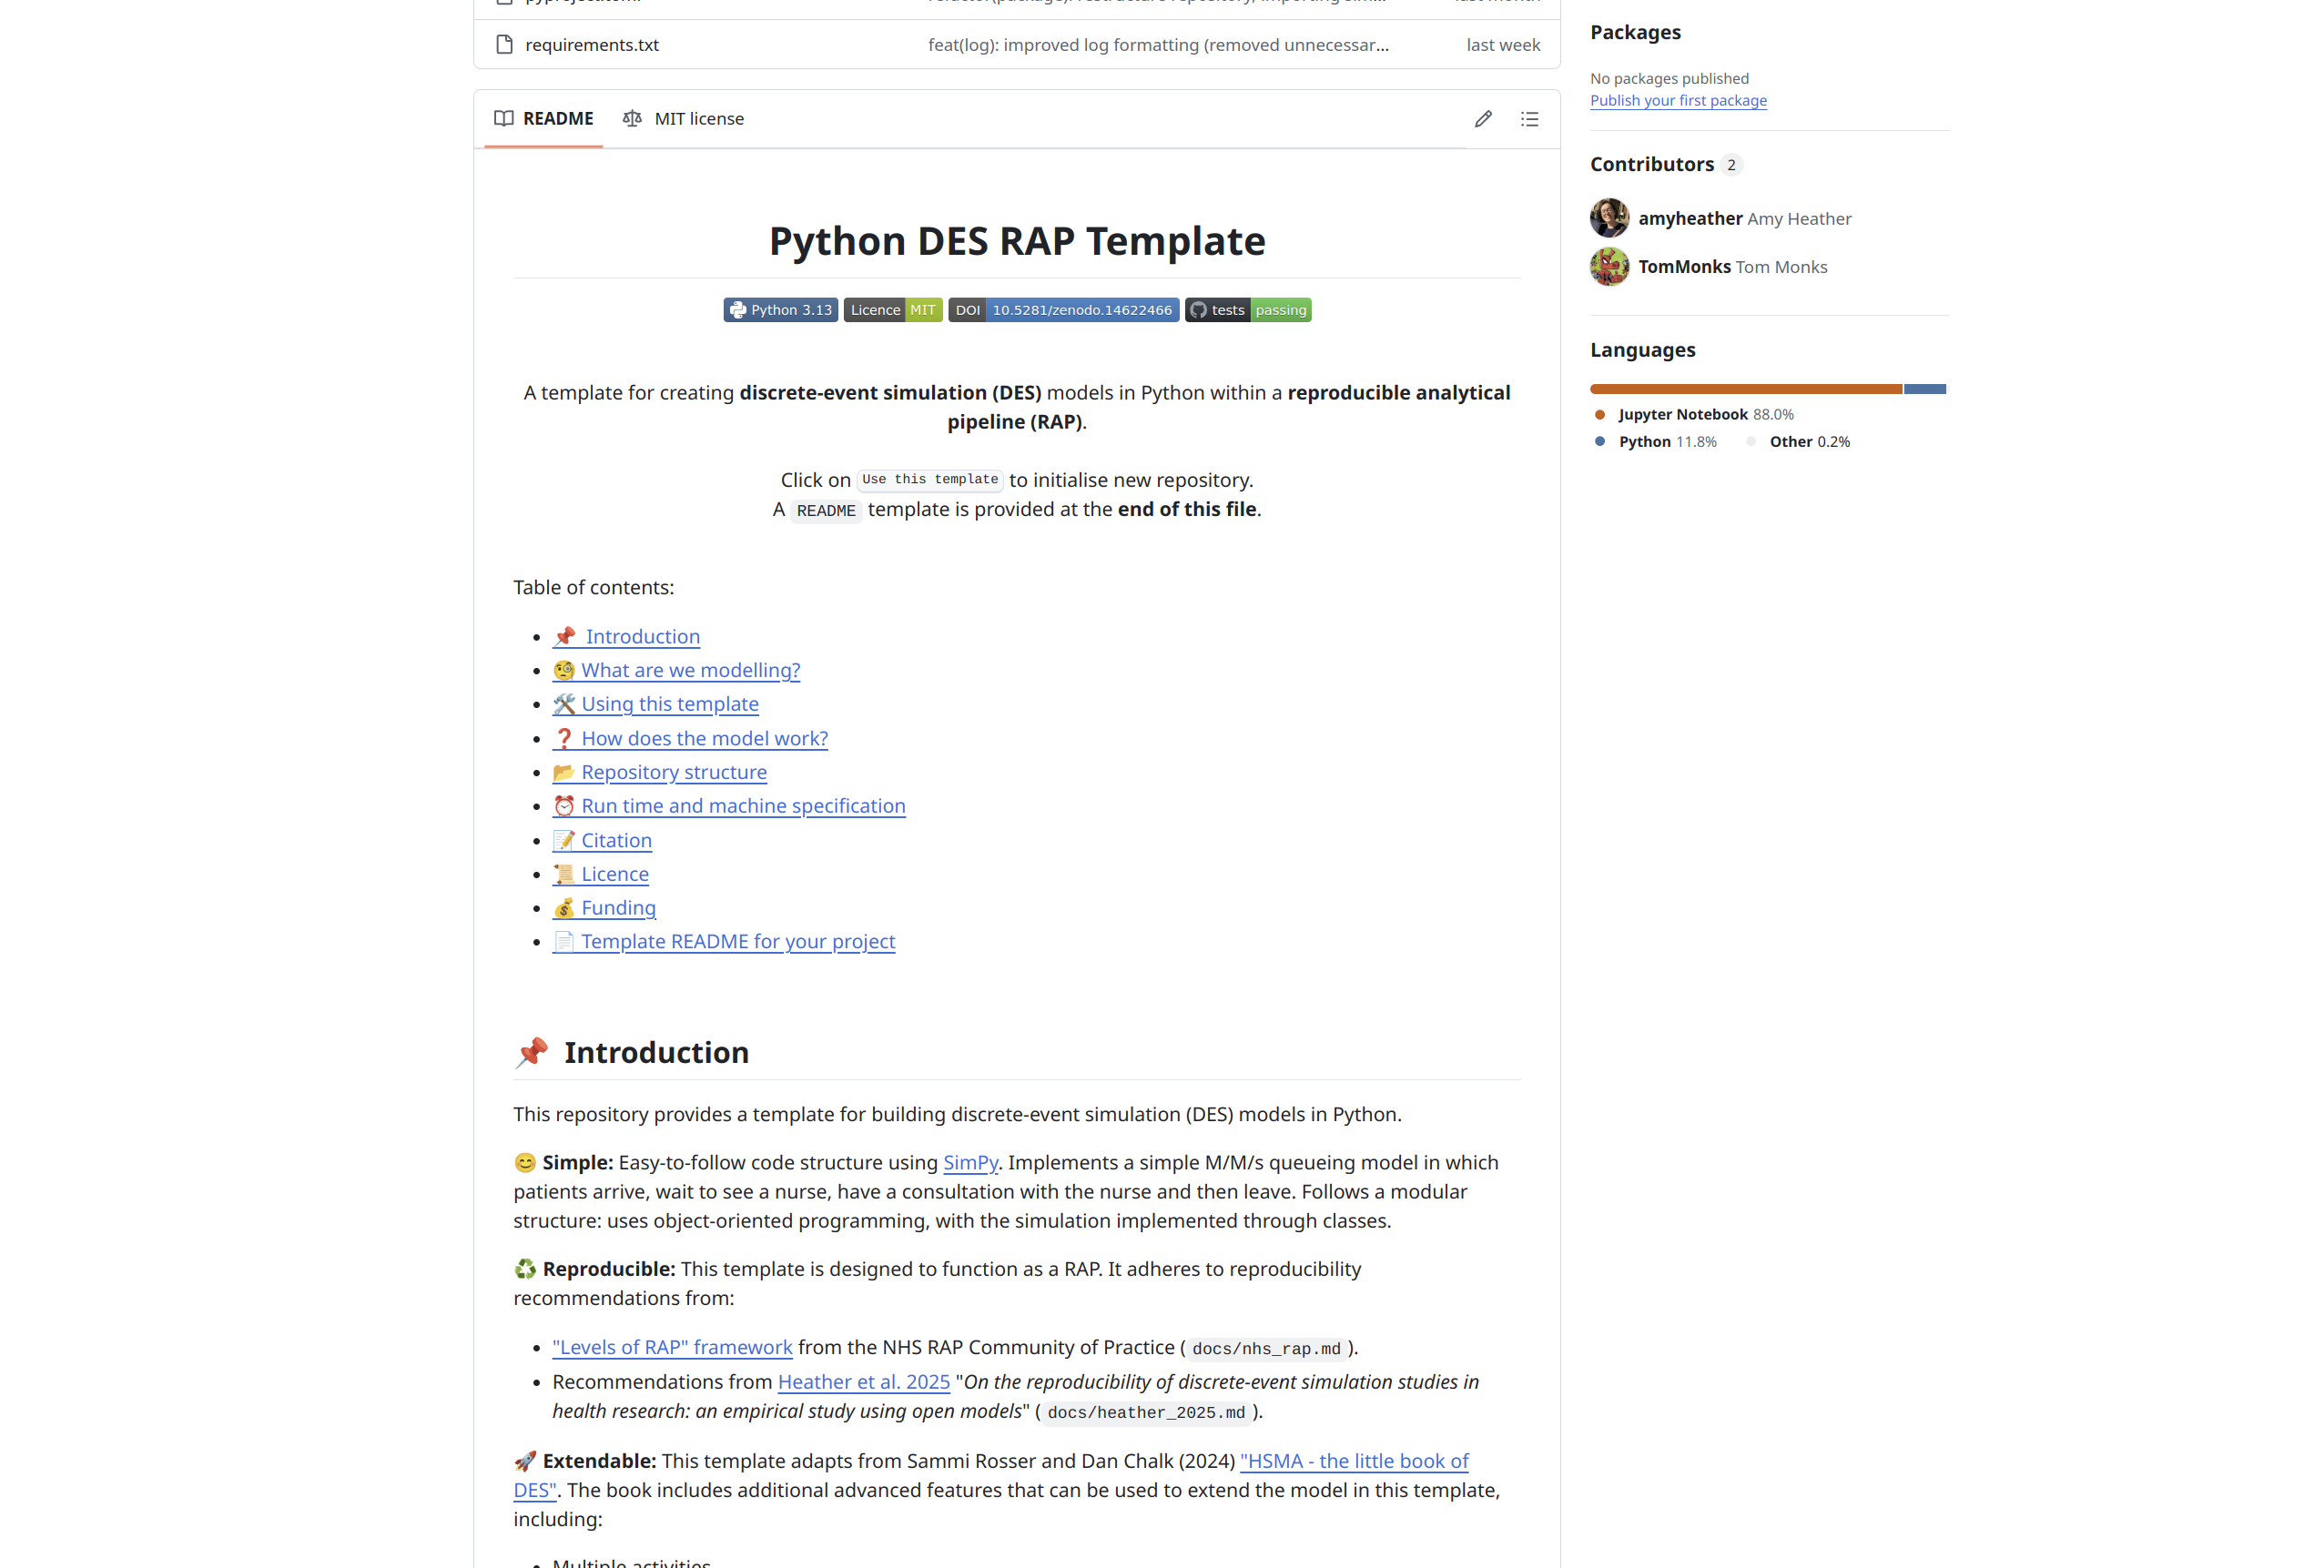 requirements.txt feat(log): improved log formatting (removed unnecessar... last week
README MIT license
Python DES RAP Template
Python 3.13 Licence MIT DOI 10.5281/zenodo.14622466 tests passing
A template for creating discrete-event simulation (DES) models in Python within a reproducible analytical
pipeline (RAP).
Click on Use this template to initialise new repository.
A README template is provided at the end of this file.
Table of contents:
📌 Introduction
🧐 What are we modelling?
🛠️ Using this template
❓ How does the model work?
📂 Repository structure
⏰ Run time and machine specification
📝 Citation
📜 Licence
💰 Funding
📄 Template README for your project
📌 Introduction
This repository provides a template for building discrete-event simulation (DES) models in Python.
😊 Simple: Easy-to-follow code structure using SimPy. Implements a simple M/M/s queueing model in which
patients arrive, wait to see a nurse, have a consultation with the nurse and then leave. Follows a modular
structure: uses object-oriented programming, with the simulation implemented through classes.
♻️ Reproducible: This template is designed to function as a RAP. It adheres to reproducibility
recommendations from:
"Levels of RAP" framework from the NHS RAP Community of Practice (docs/nhs_rap.md).
Recommendations from Heather et al. 2025 "On the reproducibility of discrete-event simulation studies in
health research: an empirical study using open models" (docs/heather_2025.md).
🚀 Extendable: This template adapts from Sammi Rosser and Dan Chalk (2024) "HSMA - the little book of
DES". The book includes additional advanced features that can be used to extend the model in this template,
including:
Multiple activities
Packages
No packages published
Publish your first package
Contributors 2
amyheather Amy Heather
TomMonks Tom Monks
Languages
Jupyter Notebook 88.0%
Python 11.8% Other 0.2%